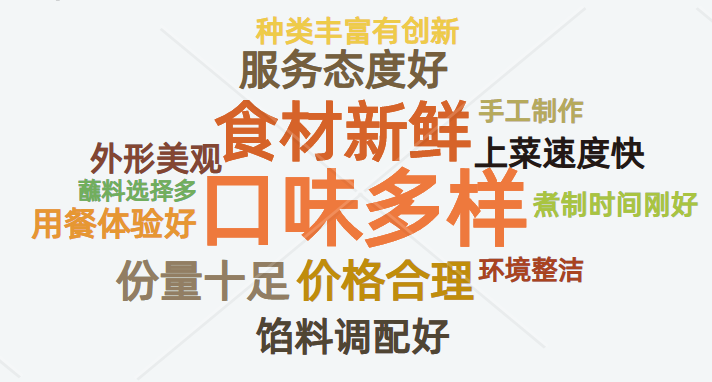 种类丰富有创新
服务态度好
食材新鲜
手工制作
上菜速度快
外形美观
蘸料选择多
口味多样
煮制时间刚好
用餐体验好
份量十足
价格合理
环境整洁
馅料调配好